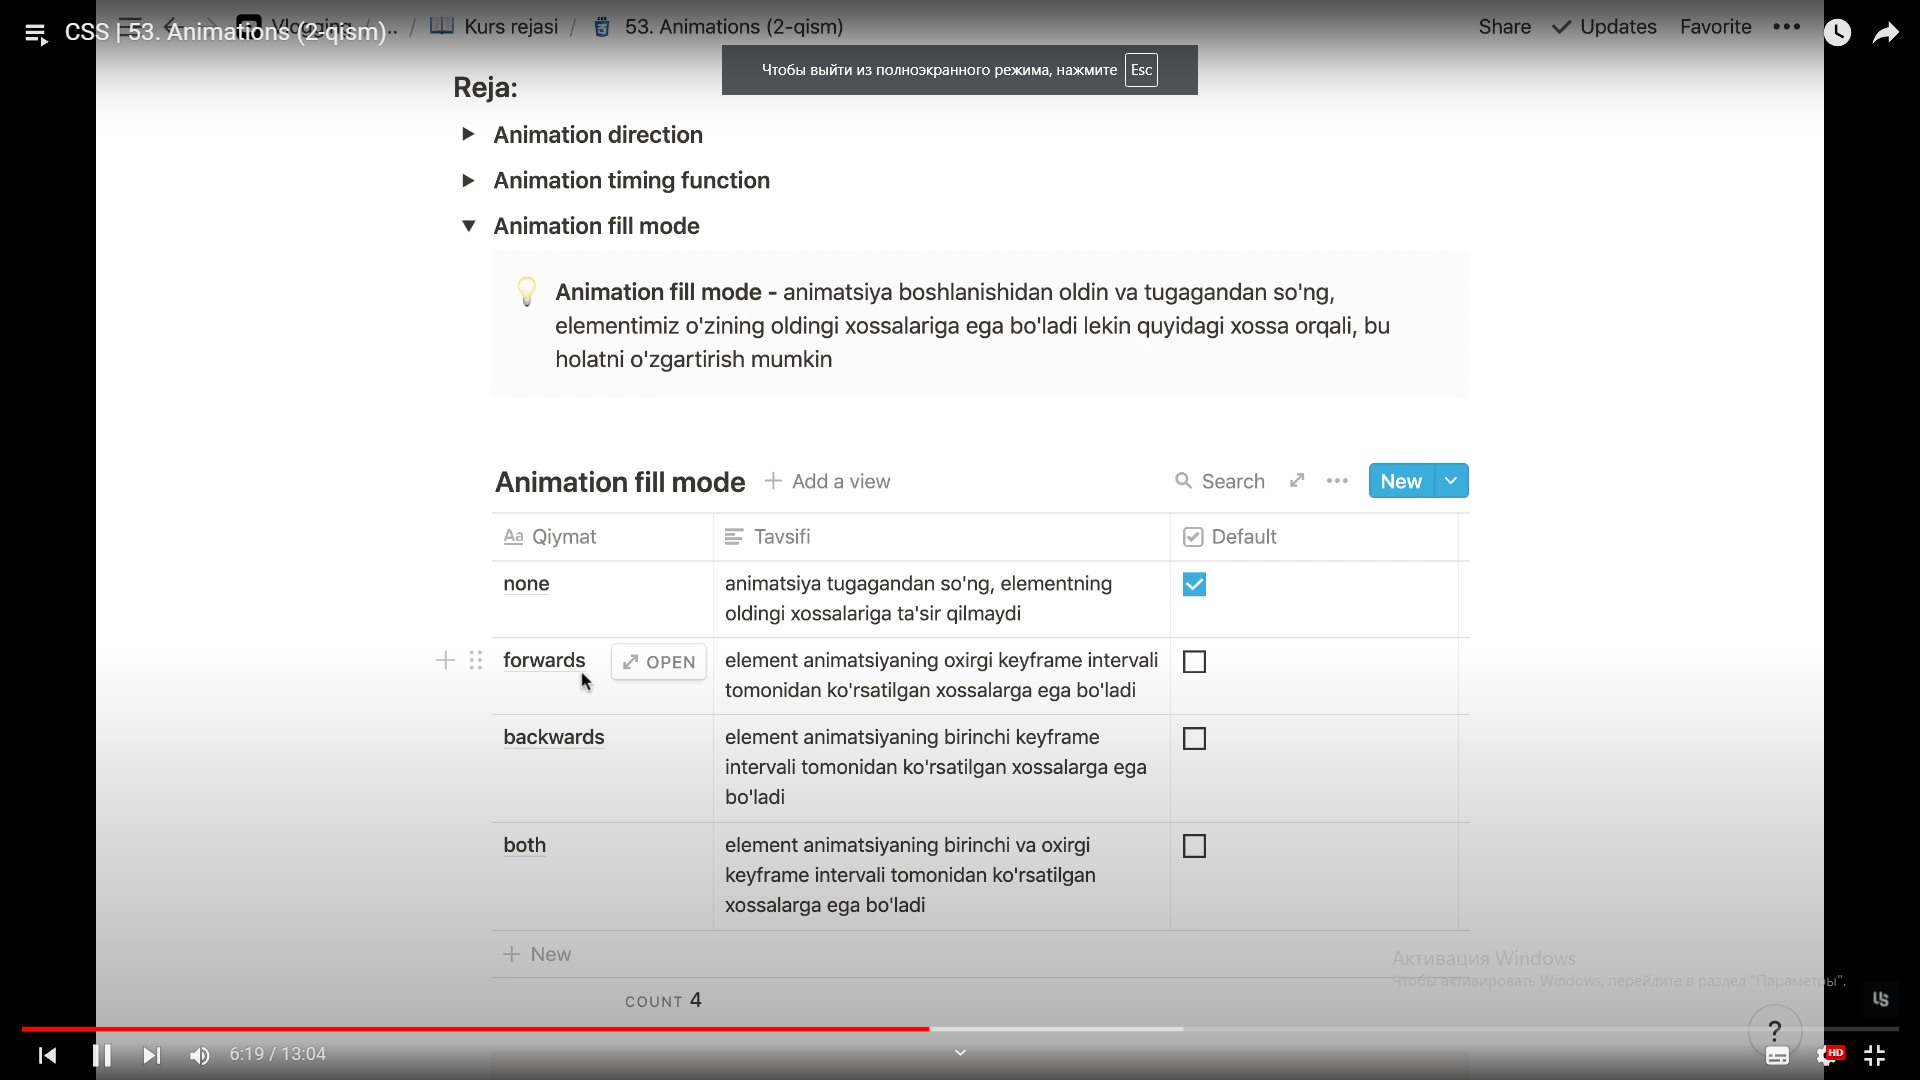 CSS | 53. Animations (2-qism)
Vlogging / ... / Kurs rejasi / 53. Animations (2-qism)
Share Updates Favorite
Чтобы выйти из полноэкранного режима, нажмите Esc
Reja:
Animation direction
Animation timing function
Animation fill mode
Animation fill mode - animatsiya boshlanishidan oldin va tugagandan so'ng,
elementimiz o'zining oldingi xossalariga ega bo'ladi lekin quyidagi xossa orqali, bu
holatni o'zgartirish mumkin
Animation fill mode Add a view Search New
Aa Qiymat Tavsifi Default
none animatsiya tugagandan so'ng, elementning
oldingi xossalariga ta'sir qilmaydi
forwards OPEN element animatsiyaning oxirgi keyframe intervali
tomonidan ko'rsatilgan xossalarga ega bo'ladi
backwards element animatsiyaning birinchi keyframe
intervali tomonidan ko'rsatilgan xossalarga ega
bo'ladi
both element animatsiyaning birinchi va oxirgi
keyframe intervali tomonidan ko'rsatilgan
xossalarga ega bo'ladi
New
Активация Windows
Чтобы активировать Windows, перейдите в раздел "Параметры".
COUNT 4
?
6:19 / 13:04
HD